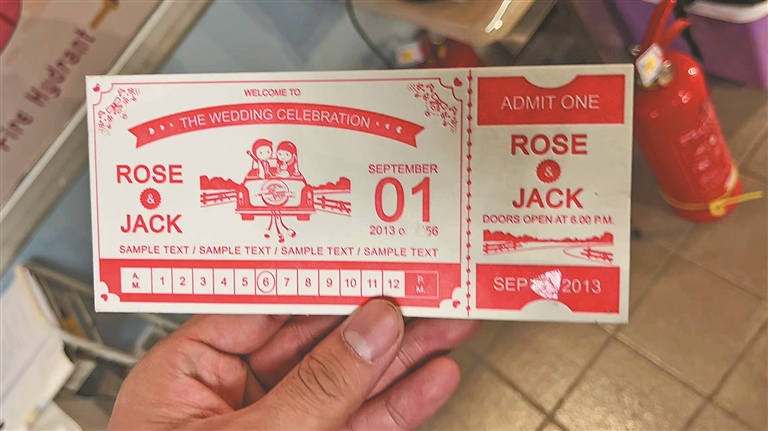 Fire Hydrant
WELCOME TO
THE WEDDING CELEBRATION
ROSE
&
JACK
SEPTEMBER
01
2013
SAMPLE TEXT / SAMPLE TEXT / SAMPLE TEXT / SAMPLE TEXT
A.M. 1 2 3 4 5 6 7 8 9 10 11 12 P.M.
ADMIT ONE
ROSE
&
JACK
DOORS OPEN AT 6.00 P.M.
SEP 2013